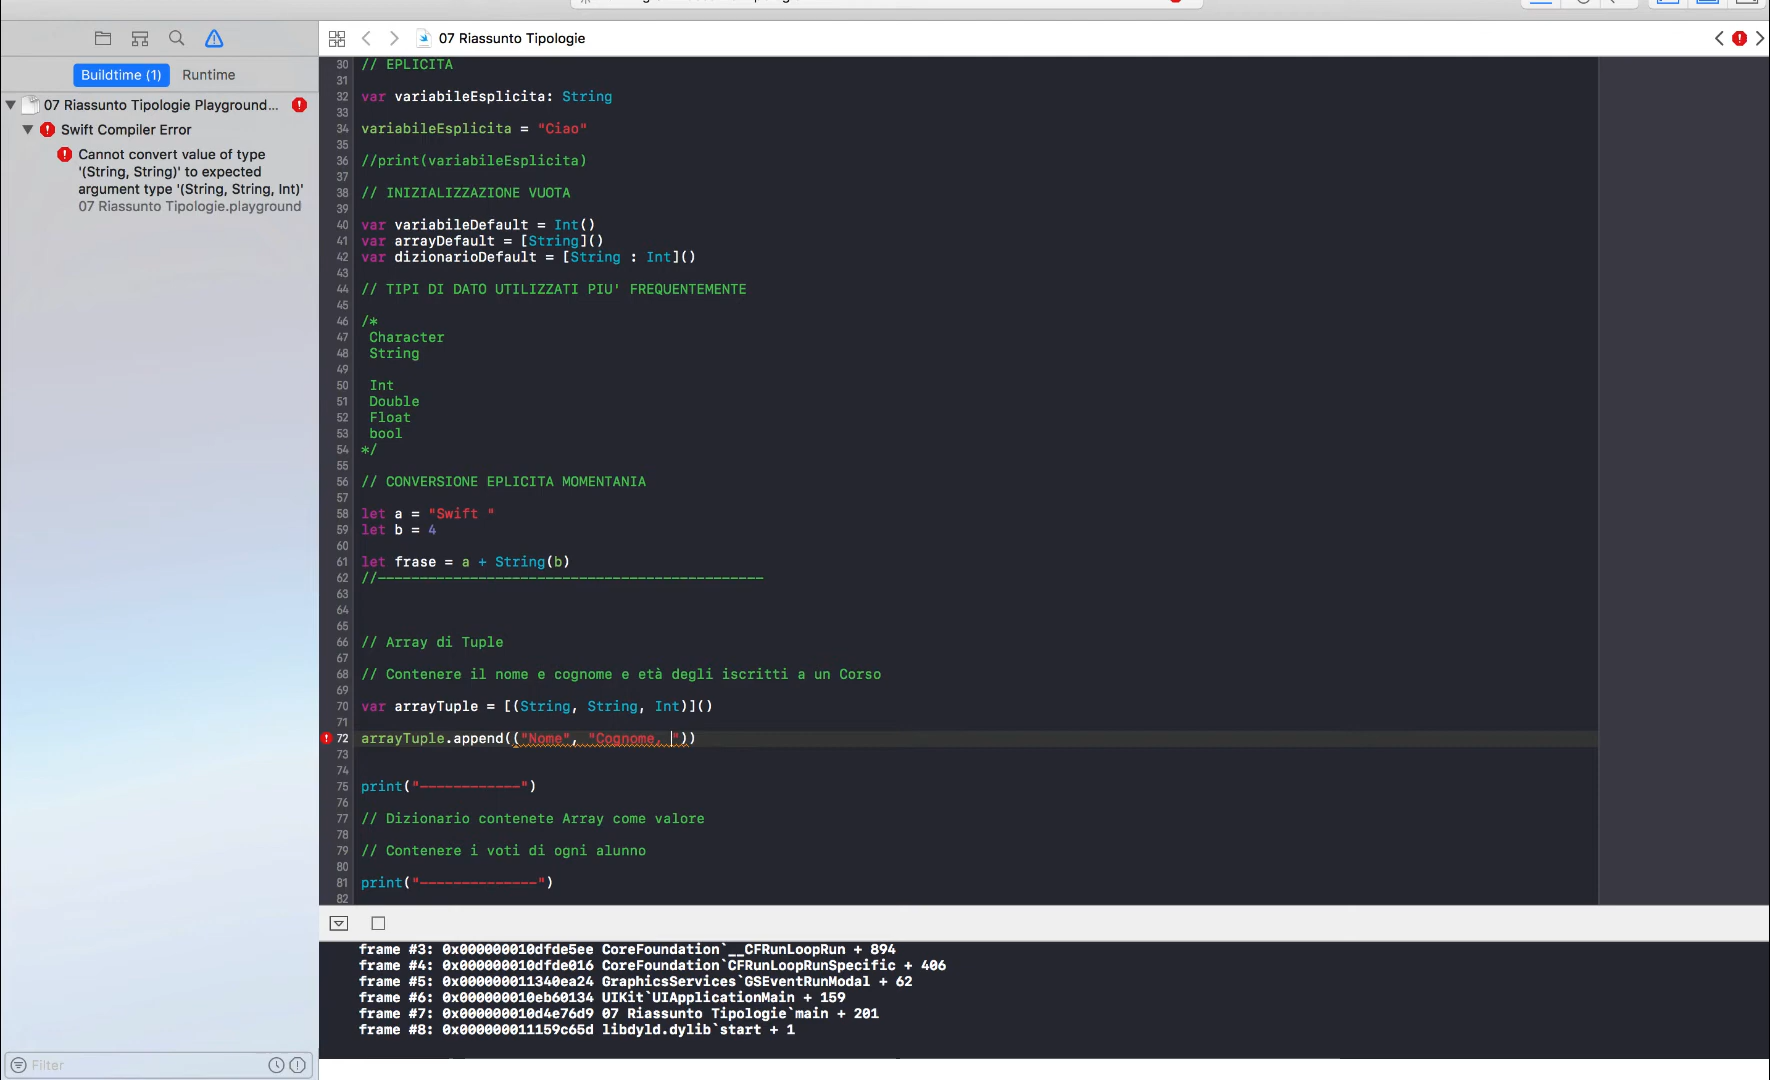 07 Riassunto Tipologie
Buildtime (1) Runtime
07 Riassunto Tipologie Playground...
Swift Compiler Error
Cannot convert value of type
'(String, String)' to expected
argument type '(String, String, Int)'
07 Riassunto Tipologie.playground
Filter
30 // EPLICITA
31
32 var variabileEsplicita: String
33
34 variabileEsplicita = "Ciao"
35
36 //print(variabileEsplicita)
37
38 // INIZIALIZZAZIONE VUOTA
39
40 var variabileDefault = Int()
41 var arrayDefault = [String]()
42 var dizionarioDefault = [String : Int]()
43
44 // TIPI DI DATO UTILIZZATI PIU' FREQUENTEMENTE
45
46 /*
47 Character
48 String
49
50 Int
51 Double
52 Float
53 bool
54 */
55
56 // CONVERSIONE EPLICITA MOMENTANIA
57
58 let a = "Swift "
59 let b = 4
60
61 let frase = a + String(b)
62 //----------------------------------------------
63
64
65
66 // Array di Tuple
67
68 // Contenere il nome e cognome e età degli iscritti a un Corso
69
70 var arrayTuple = [(String, String, Int)]()
71
72 arrayTuple.append(("Nome", "Cognome, "))
73
74
75 print("------------")
76
77 // Dizionario contenete Array come valore
78
79 // Contenere i voti di ogni alunno
80
81 print("--------------")
82
frame #3: 0x000000010dfde5ee CoreFoundation`__CFRunLoopRun + 894
frame #4: 0x000000010dfde016 CoreFoundation`CFRunLoopRunSpecific + 406
frame #5: 0x000000011340ea24 GraphicsServices`GSEventRunModal + 62
frame #6: 0x000000010eb60134 UIKit`UIApplicationMain + 159
frame #7: 0x000000010d4e76d9 07 Riassunto Tipologie`main + 201
frame #8: 0x000000011159c65d libdyld.dylib`start + 1